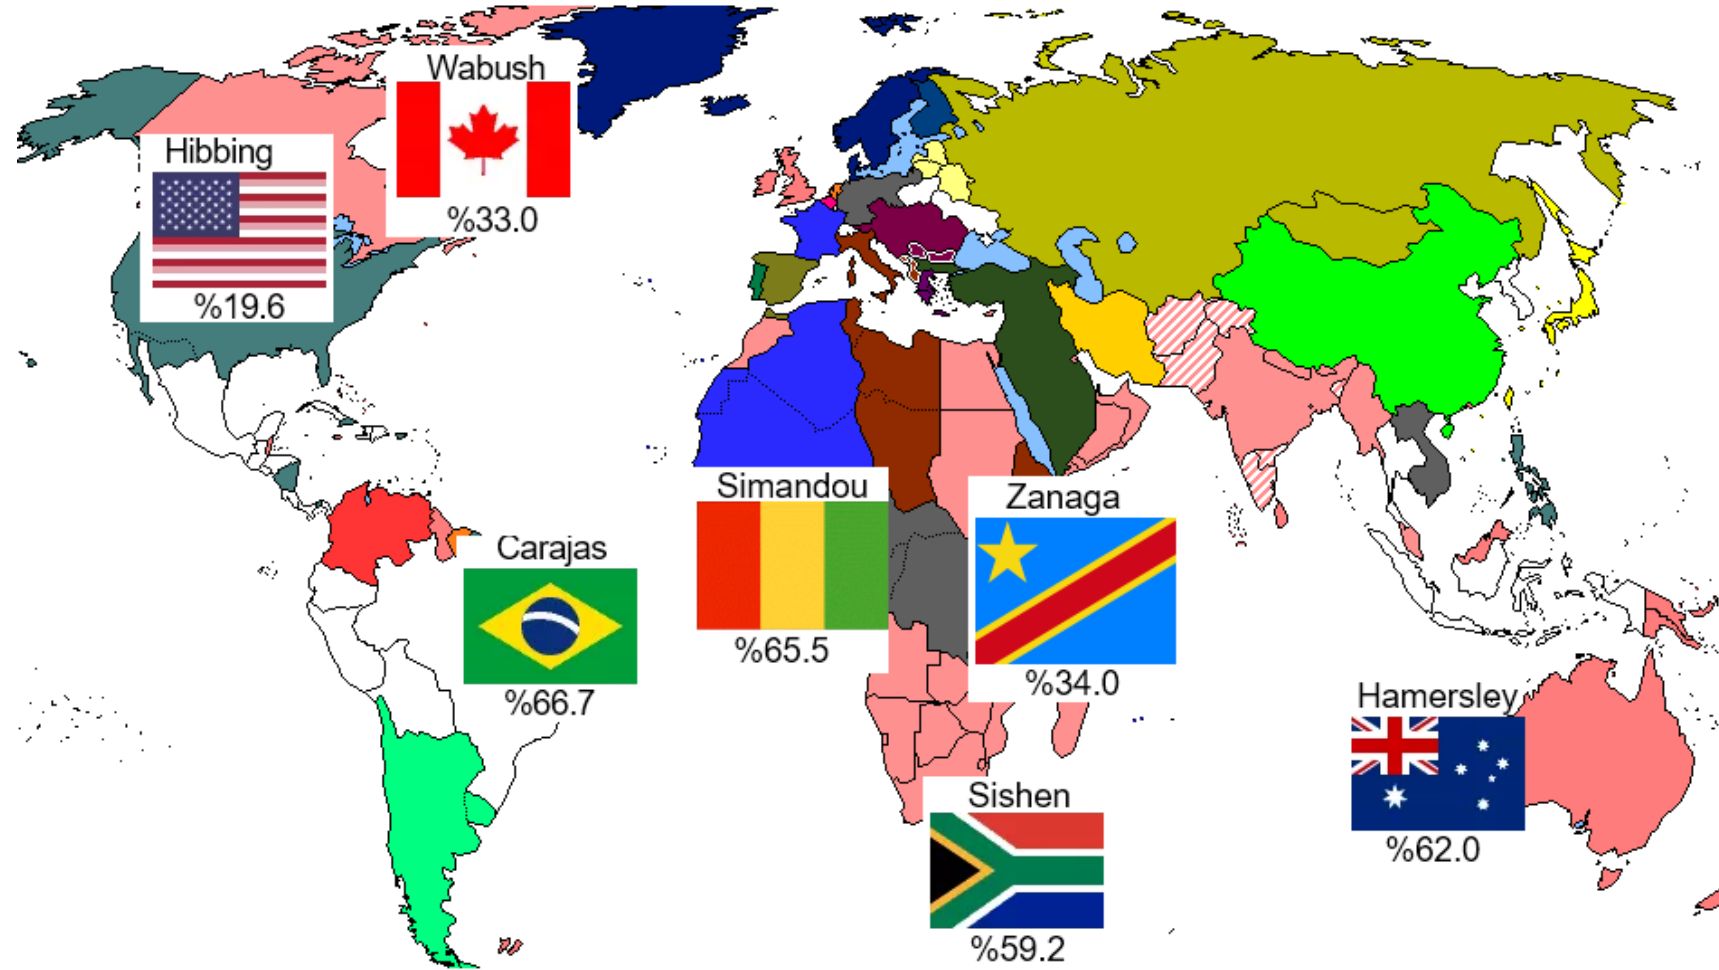 Wabush
%33.0
Hibbing
%19.6
Simandou
%65.5
Zanaga
%34.0
Carajas
%66.7
Hamersley
%62.0
Sishen
%59.2